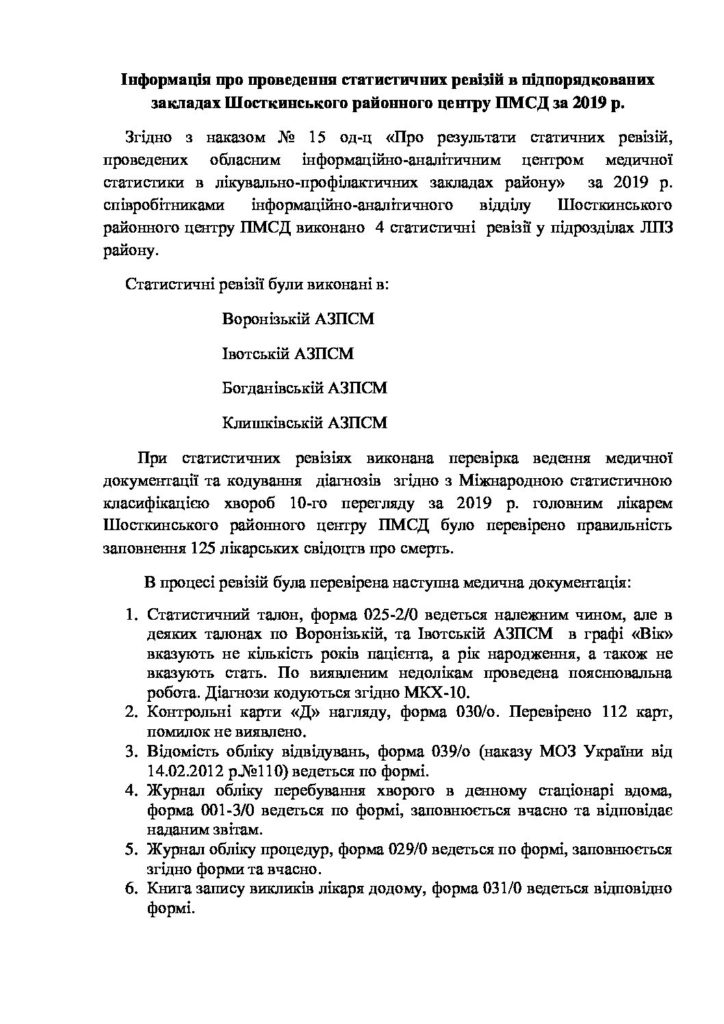 Інформація про проведення статистичних ревізій в підпорядкованих
закладах Шосткинського районного центру ПМСД за 2019 р.
Згідно з наказом № 15 од-ц «Про результати статичних ревізій,
проведених обласним інформаційно-аналітичним центром медичної
статистики в лікувально-профілактичних закладах району» за 2019 р.
співробітниками інформаційно-аналітичного відділу Шосткинського
районного центру ПМСД виконано 4 статистичні ревізії у підрозділах ЛПЗ
району.
Статистичні ревізії були виконані в:
Воронізькій АЗПСМ
Івотській АЗПСМ
Богданівській АЗПСМ
Клишківській АЗПСМ
При статистичних ревізіях виконана перевірка ведення медичної
документації та кодування діагнозів згідно з Міжнародною статистичною
класифікацією хвороб 10-го перегляду за 2019 р. головним лікарем
Шосткинського районного центру ПМСД було перевірено правильність
заповнення 125 лікарських свідоцтв про смерть.
В процесі ревізій була перевірена наступна медична документація:
1. Статистичний талон, форма 025-2/0 ведеться належним чином, але в
деяких талонах по Воронізькій, та Івотській АЗПСМ в графі «Вік»
вказують не кількість років пацієнта, а рік народження, а також не
вказують стать. По виявленим недолікам проведена пояснювальна
робота. Діагнози кодуються згідно МКХ-10.
2. Контрольні карти «Д» нагляду, форма 030/о. Перевірено 112 карт,
помилок не виявлено.
3. Відомість обліку відвідувань, форма 039/о (наказу МОЗ України від
14.02.2012 р.№110) ведеться по формі.
4. Журнал обліку перебування хворого в денному стаціонарі вдома,
форма 001-3/0 ведеться по формі, заповнюється вчасно та відповідає
наданим звітам.
5. Журнал обліку процедур, форма 029/0 ведеться по формі, заповнюється
згідно форми та вчасно.
6. Книга запису викликів лікаря додому, форма 031/0 ведеться відповідно
формі.